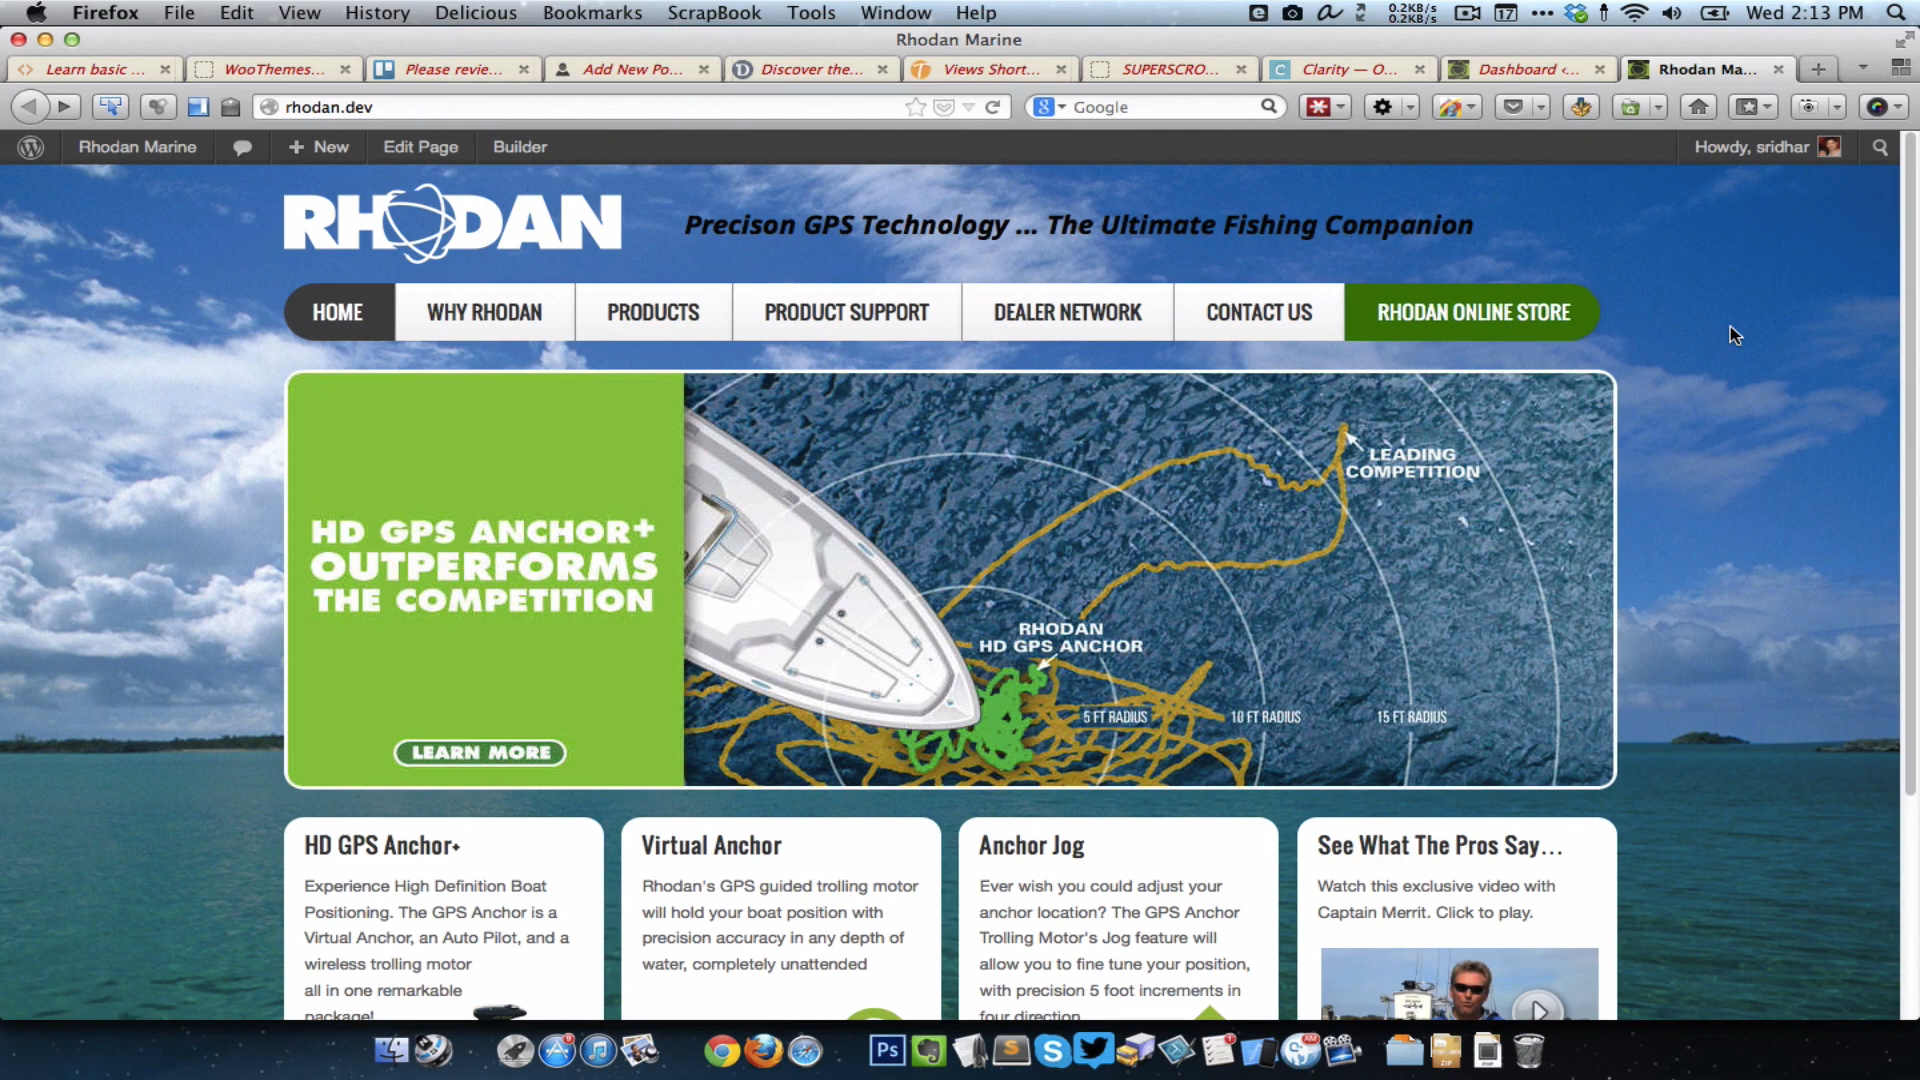 Firefox File Edit View History Delicious Bookmarks ScrapBook Tools Window Help 0.2KB/s 0.2KB/s 17 Wed 2:13 PM
Rhodan Marine
Learn basic ... WooThemes... Please revie... Add New Po... Discover the... Views Short... SUPERSCRO... Clarity — O... Dashboard ‹... Rhodan Ma...
rhodan.dev Google
Rhodan Marine + New Edit Page Builder Howdy, sridhar
RHODAN
Precison GPS Technology ... The Ultimate Fishing Companion
HOME WHY RHODAN PRODUCTS PRODUCT SUPPORT DEALER NETWORK CONTACT US RHODAN ONLINE STORE
HD GPS ANCHOR+
OUTPERFORMS
THE COMPETITION
LEARN MORE
LEADING
COMPETITION
RHODAN
HD GPS ANCHOR
5 FT RADIUS 10 FT RADIUS 15 FT RADIUS
HD GPS Anchor+
Experience High Definition Boat
Positioning. The GPS Anchor is a
Virtual Anchor, an Auto Pilot, and a
wireless trolling motor
all in one remarkable
package!
Virtual Anchor
Rhodan's GPS guided trolling motor
will hold your boat position with
precision accuracy in any depth of
water, completely unattended
Anchor Jog
Ever wish you could adjust your
anchor location? The GPS Anchor
Trolling Motor's Jog feature will
allow you to fine tune your position,
with precision 5 foot increments in
four direction
See What The Pros Say...
Watch this exclusive video with
Captain Merrit. Click to play.
Ps